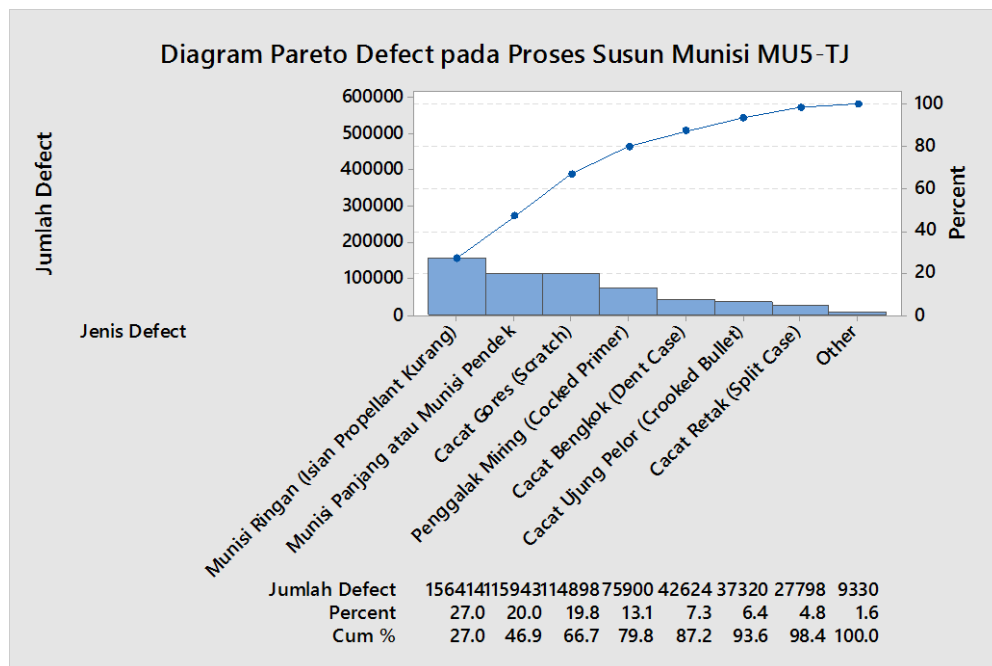 Diagram Pareto Defect pada Proses Susun Munisi MU5-TJ
Jumlah Defect
600000
500000
400000
300000
200000
100000
0
100
80
60
40
20
0
Percent
Jenis Defect
Munisi Ringan (Isian Propellant Kurang)
Munisi Panjang atau Munisi Pendek
Cacat Gores (Scratch)
Penggalak Miring (Cocked Primer)
Cacat Bengkok (Dent Case)
Cacat Ujung Pelor (Crooked Bullet)
Cacat Retak (Split Case)
Other
Jumlah Defect 156414 115943 114898 75900 42624 37320 27798 9330
Percent 27.0 20.0 19.8 13.1 7.3 6.4 4.8 1.6
Cum % 27.0 46.9 66.7 79.8 87.2 93.6 98.4 100.0